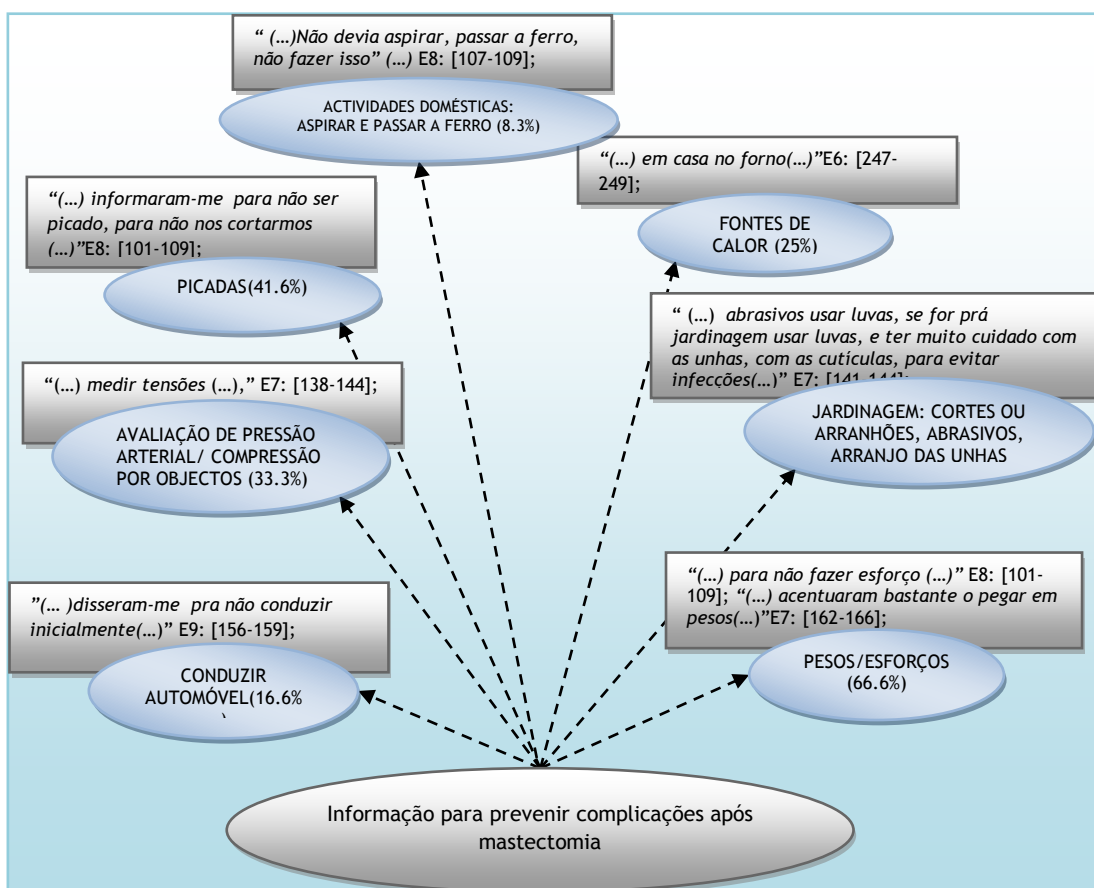 “ (…)Não devia aspirar, passar a ferro,
não fazer isso” (…) E8: [107-109];
ACTIVIDADES DOMÉSTICAS:
ASPIRAR E PASSAR A FERRO (8.3%)
“(…) em casa no forno(…)”E6: [247-
249];
FONTES DE
CALOR (25%)
“(…) informaram-me para não ser
picado, para não nos cortarmos
(…)”E8: [101-109];
PICADAS(41.6%)
“ (…) abrasivos usar luvas, se for prá
jardinagem usar luvas, e ter muito cuidado com
as unhas, com as cutículas, para evitar
infecções(…)” E7: [141-144];
JARDINAGEM: CORTES OU
ARRANHÕES, ABRASIVOS,
ARRANJO DAS UNHAS
“(…) medir tensões (…),” E7: [138-144];
AVALIAÇÃO DE PRESSÃO
ARTERIAL/ COMPRESSÃO
POR OBJECTOS (33.3%)
“(…) para não fazer esforço (…)” E8: [101-
109]; “(…) acentuaram bastante o pegar em
pesos(…)”E7: [162-166];
PESOS/ESFORÇOS
(66.6%)
”(… )disseram-me pra não conduzir
inicialmente(…)” E9: [156-159];
CONDUZIR
AUTOMÓVEL(16.6%
Informação para prevenir complicações após
mastectomia